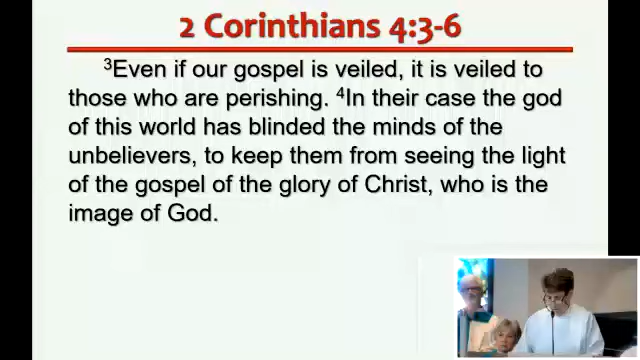 2 Corinthians 4:3-6
³Even if our gospel is veiled, it is veiled to
those who are perishing. ⁴In their case the god
of this world has blinded the minds of the
unbelievers, to keep them from seeing the light
of the gospel of the glory of Christ, who is the
image of God.